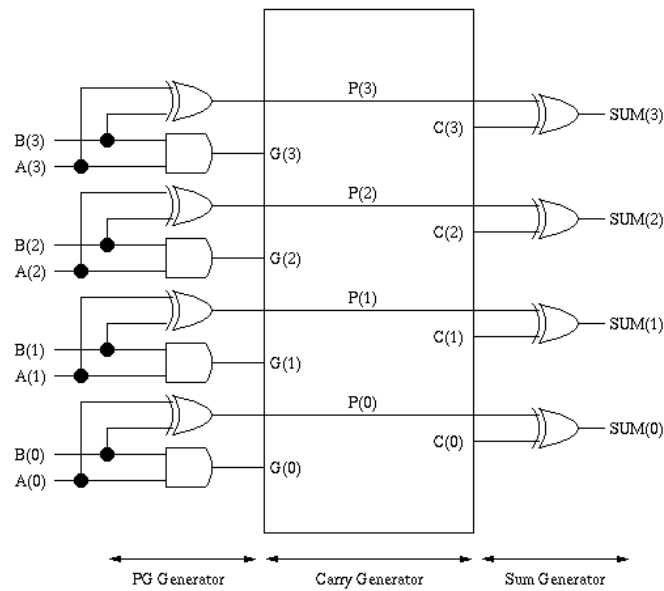 P(3)
SUM(3)
C(3)
B(3)
A(3)
G(3)
P(2)
SUM(2)
C(2)
B(2)
A(2)
G(2)
P(1)
SUM(1)
C(1)
B(1)
A(1)
G(1)
P(0)
SUM(0)
C(0)
B(0)
A(0)
G(0)
PG Generator Carry Generator Sum Generator